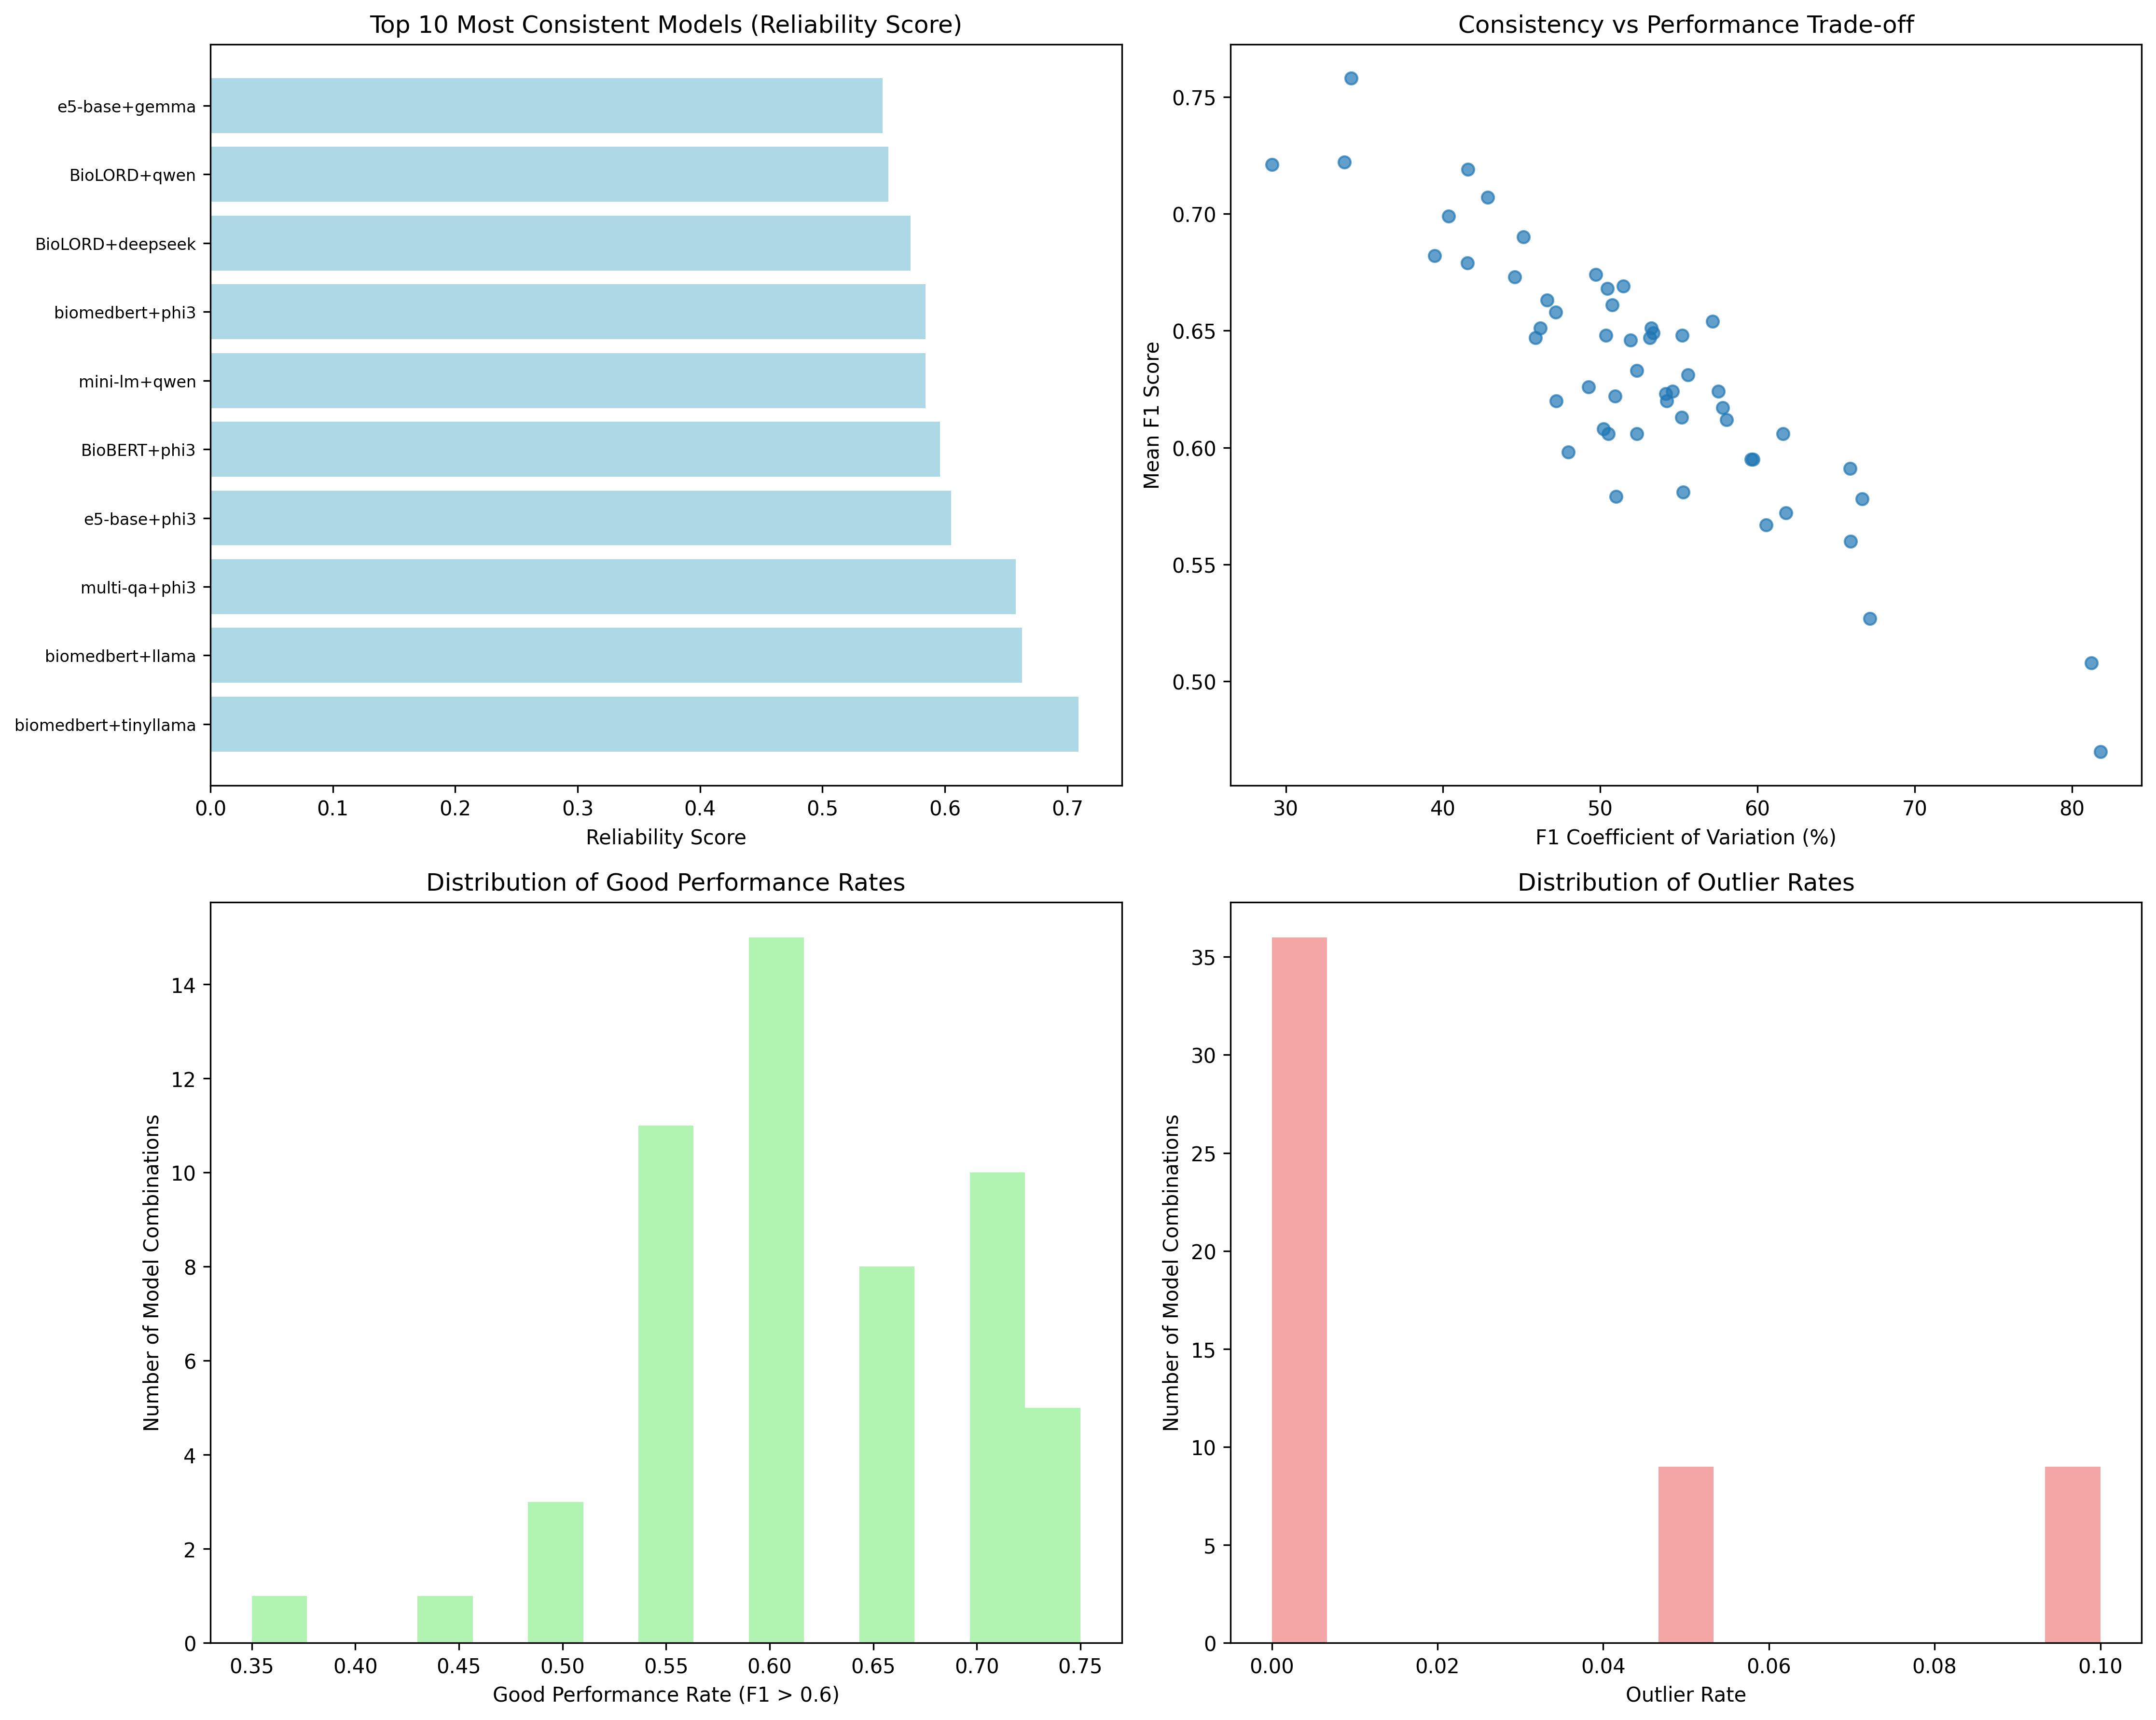 Top 10 Most Consistent Models (Reliability Score)
e5-base+gemma
BioLORD+qwen
BioLORD+deepseek
biomedbert+phi3
mini-lm+qwen
BioBERT+phi3
e5-base+phi3
multi-qa+phi3
biomedbert+llama
biomedbert+tinyllama
0.0 0.1 0.2 0.3 0.4 0.5 0.6 0.7
Reliability Score
Consistency vs Performance Trade-off
Mean F1 Score
0.75
0.70
0.65
0.60
0.55
0.50
30 40 50 60 70 80
F1 Coefficient of Variation (%)
Distribution of Good Performance Rates
Number of Model Combinations
14
12
10
8
6
4
2
0
0.35 0.40 0.45 0.50 0.55 0.60 0.65 0.70 0.75
Good Performance Rate (F1 > 0.6)
Distribution of Outlier Rates
Number of Model Combinations
35
30
25
20
15
10
5
0
0.00 0.02 0.04 0.06 0.08 0.10
Outlier Rate